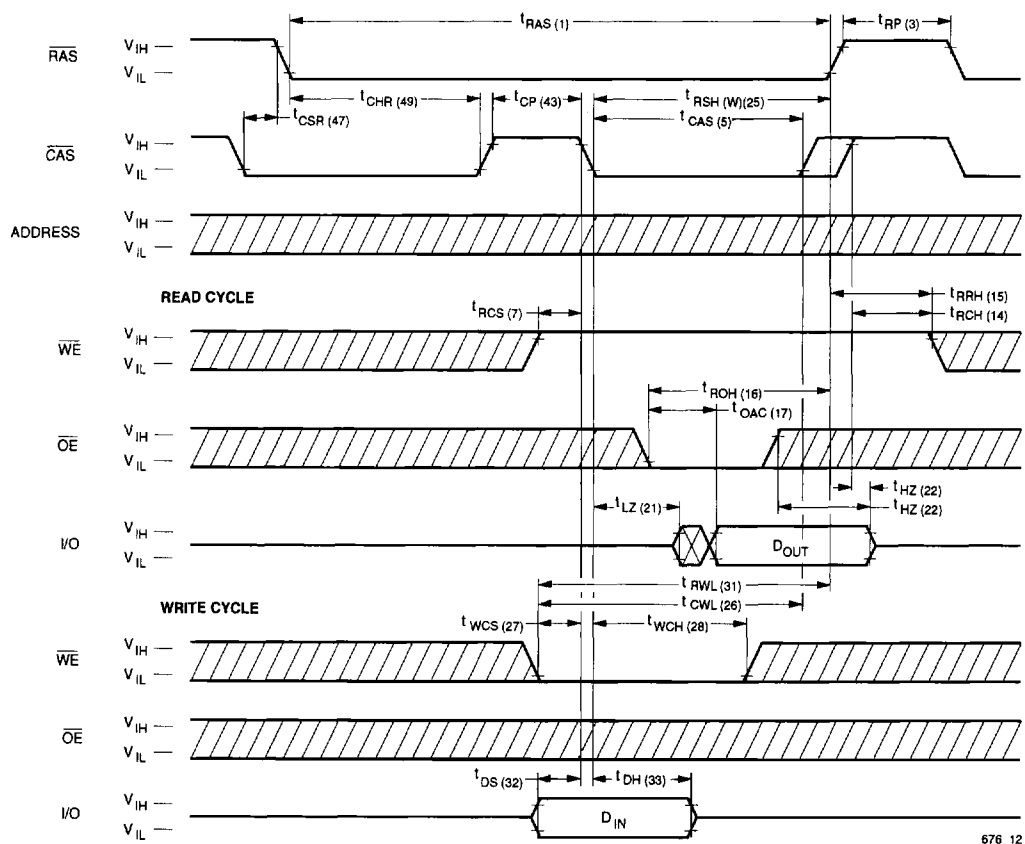 t RAS (1)
t RP (3)
RAS
V IH
V IL
t CHR (49)
t CP (43)
t RSH (W)(25)
t CSR (47)
t CAS (5)
CAS
V IH
V IL
ADDRESS
V IH
V IL
READ CYCLE
t RRH (15)
t RCS (7)
t RCH (14)
WE
V IH
V IL
t ROH (16)
t OAC (17)
OE
V IH
V IL
t HZ (22)
t LZ (21)
t HZ (22)
I/O
V IH
V IL
D OUT
t RWL (31)
t CWL (26)
WRITE CYCLE
t WCS (27)
t WCH (28)
WE
V IH
V IL
OE
V IH
V IL
t DS (32)
t DH (33)
I/O
V IH
V IL
D IN
676 12